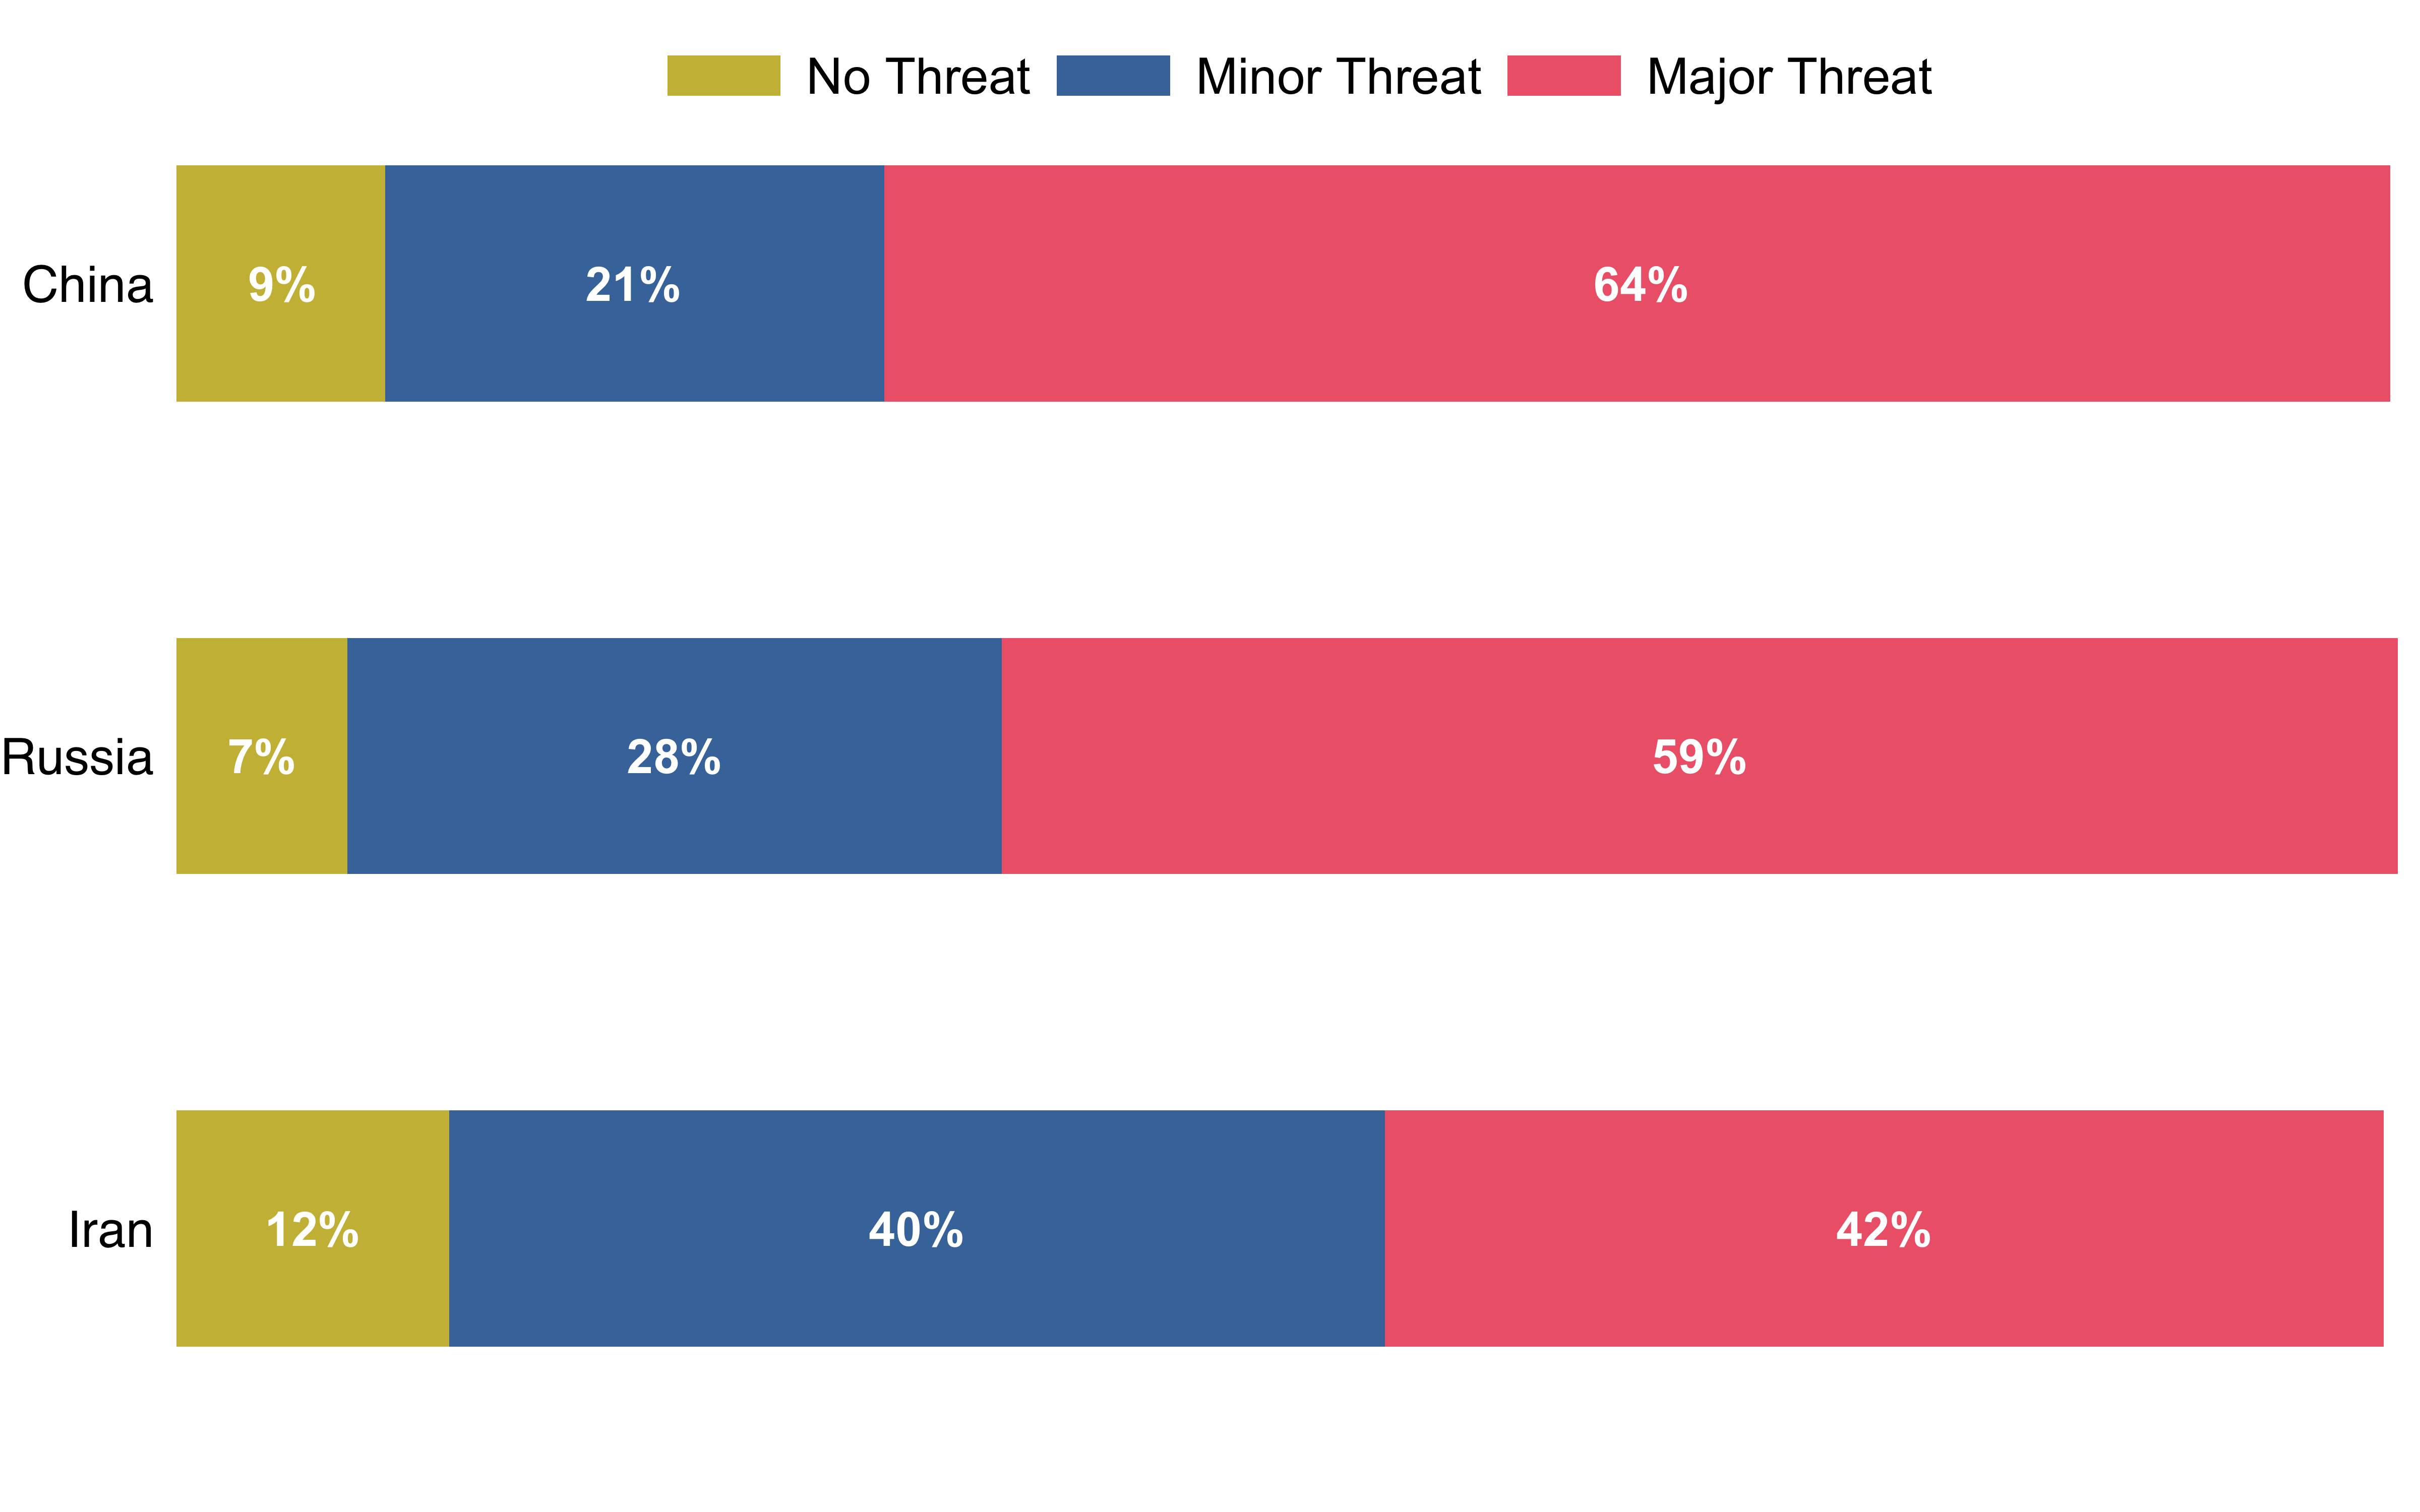 No Threat Minor Threat Major Threat
China 9% 21% 64%
Russia 7% 28% 59%
Iran 12% 40% 42%